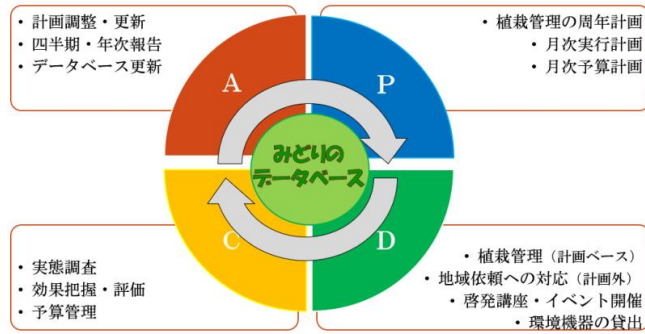 ・計画調整・更新
・四半期・年次報告
・データベース更新
A
・植栽管理の周年計画
・月次実行計画
・月次予算計画
P
みどりの
データベース
・実態調査
・効果把握・評価
・予算管理
C
・植栽管理（計画ベース）
・地域依頼への対応（計画外）
・啓発講座・イベント開催
・環境機器の貸出
D